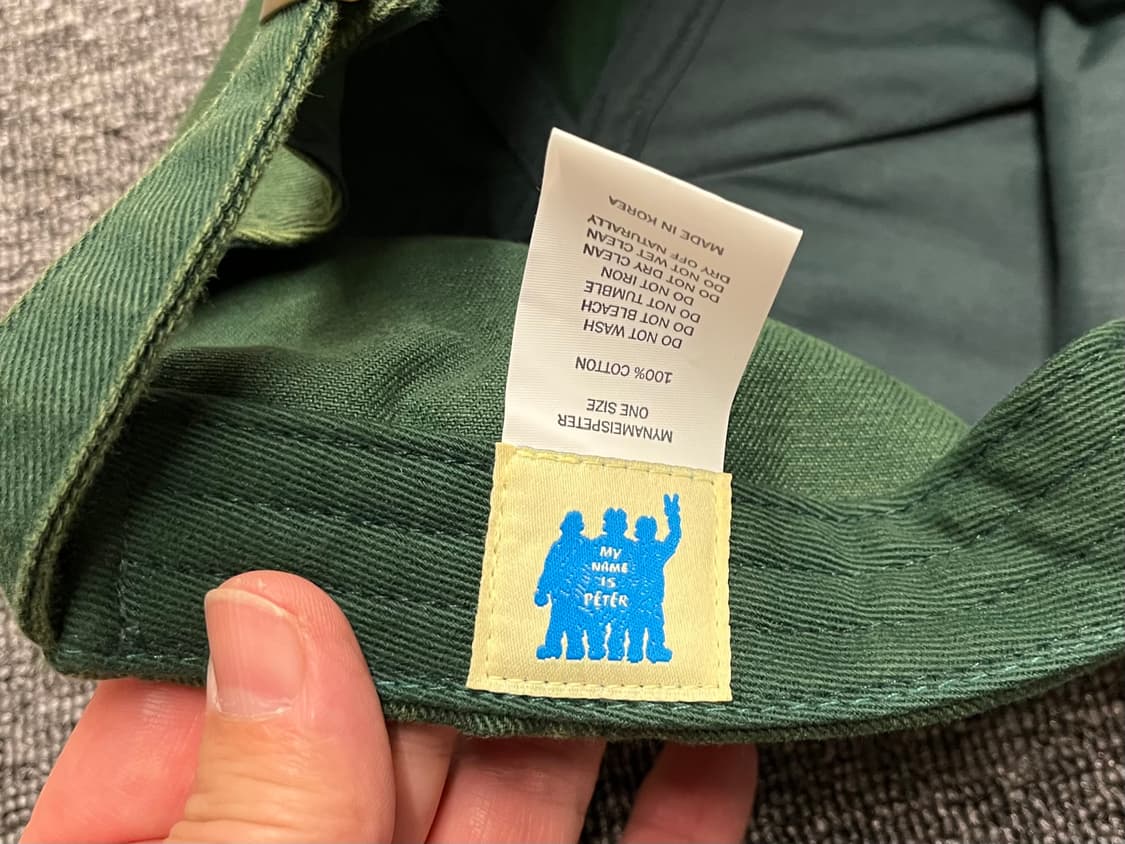 MYNAMEISPETER
ONE SIZE
100% COTTON
DO NOT WASH
DO NOT BLEACH
DO NOT TUMBLE
DO NOT IRON
DO NOT DRY CLEAN
DO NOT WET CLEAN
DRY OFF NATURALLY
MADE IN KOREA
MY
NAME
IS
PETER